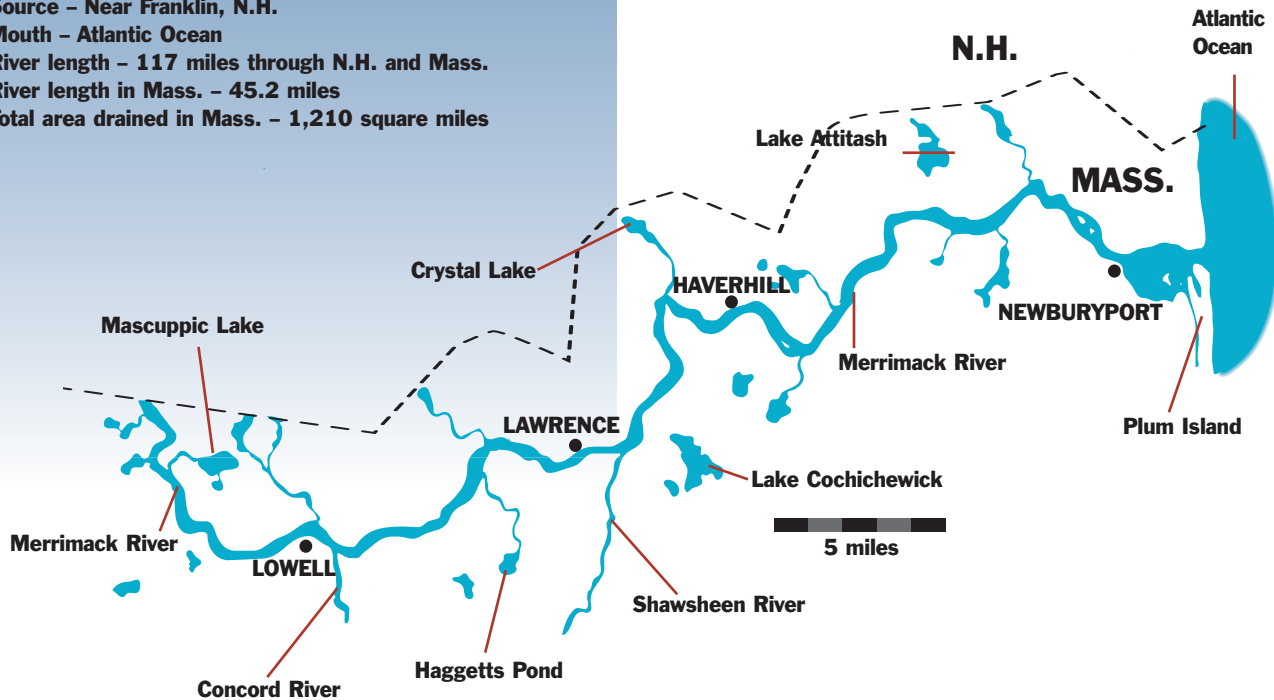 Source – Near Franklin, N.H.
Mouth – Atlantic Ocean
River length – 117 miles through N.H. and Mass.
River length in Mass. – 45.2 miles
Total area drained in Mass. – 1,210 square miles
Atlantic
Ocean
N.H.
Lake Attitash
MASS.
Crystal Lake
HAVERHILL
NEWBURYPORT
Mascuppic Lake
Merrimack River
LAWRENCE
Plum Island
Lake Cochichewick
5 miles
Merrimack River
LOWELL
Shawsheen River
Haggetts Pond
Concord River